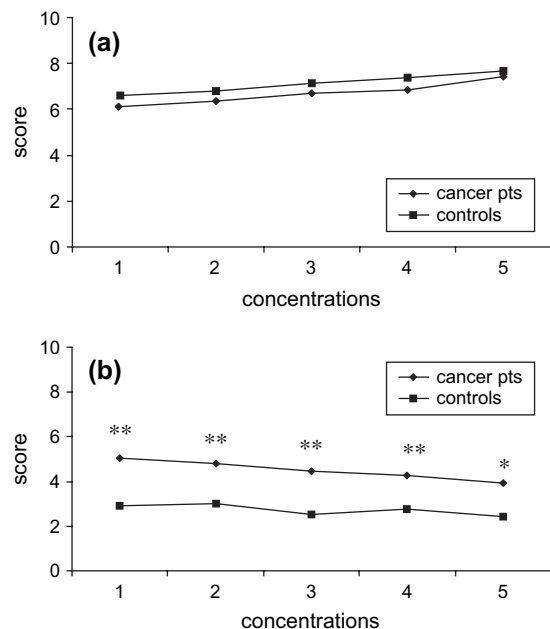 (a)
10
8
6
4
2
0
score
cancer pts
controls
1 2 3 4 5
concentrations
(b)
10
8
6
4
2
0
score
cancer pts
controls
** ** ** ** *
1 2 3 4 5
concentrations